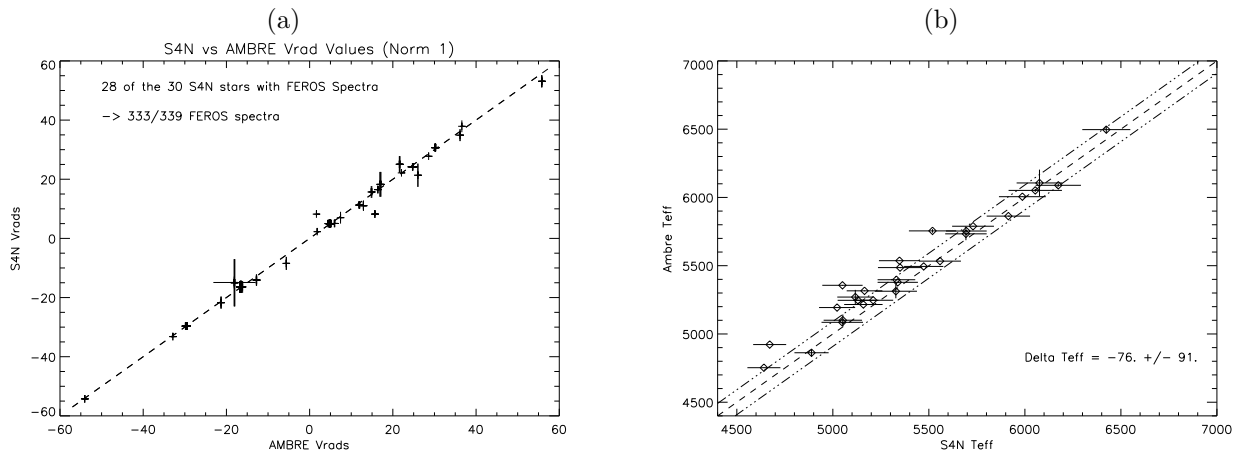 (a)
S4N vs AMBRE Vrad Values (Norm 1)
28 of the 30 S4N stars with FEROS Spectra
-> 333/339 FEROS spectra
S4N Vrads
60
40
20
0
-20
-40
-60
-60 -40 -20 0 20 40 60
AMBRE Vrads
(b)
Ambre Teff
7000
6500
6000
5500
5000
4500
Delta Teff = -76. +/- 91.
4500 5000 5500 6000 6500 7000
S4N Teff